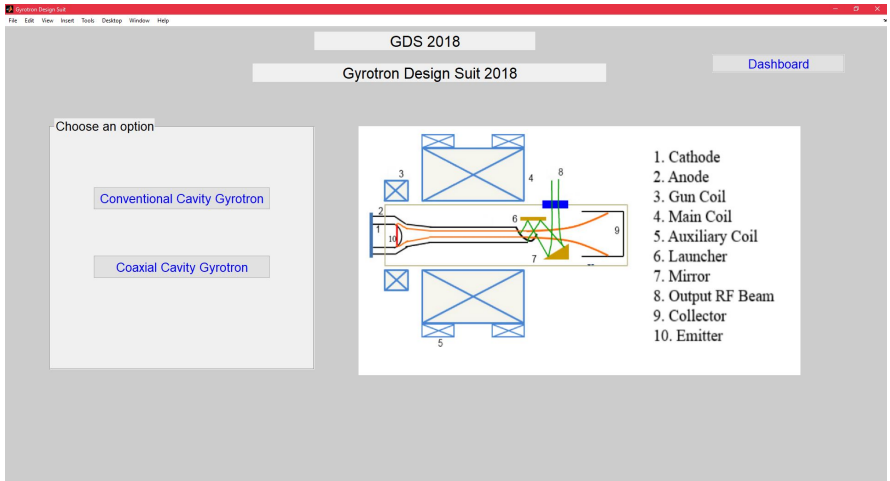 Gyrotron Design Suit
File Edit View Insert Tools Desktop Window Help
GDS 2018
Gyrotron Design Suit 2018
Dashboard
Choose an option
Conventional Cavity Gyrotron
Coaxial Cavity Gyrotron
3
4
8
2
1
10
6
7
9
5
1. Cathode
2. Anode
3. Gun Coil
4. Main Coil
5. Auxiliary Coil
6. Launcher
7. Mirror
8. Output RF Beam
9. Collector
10. Emitter